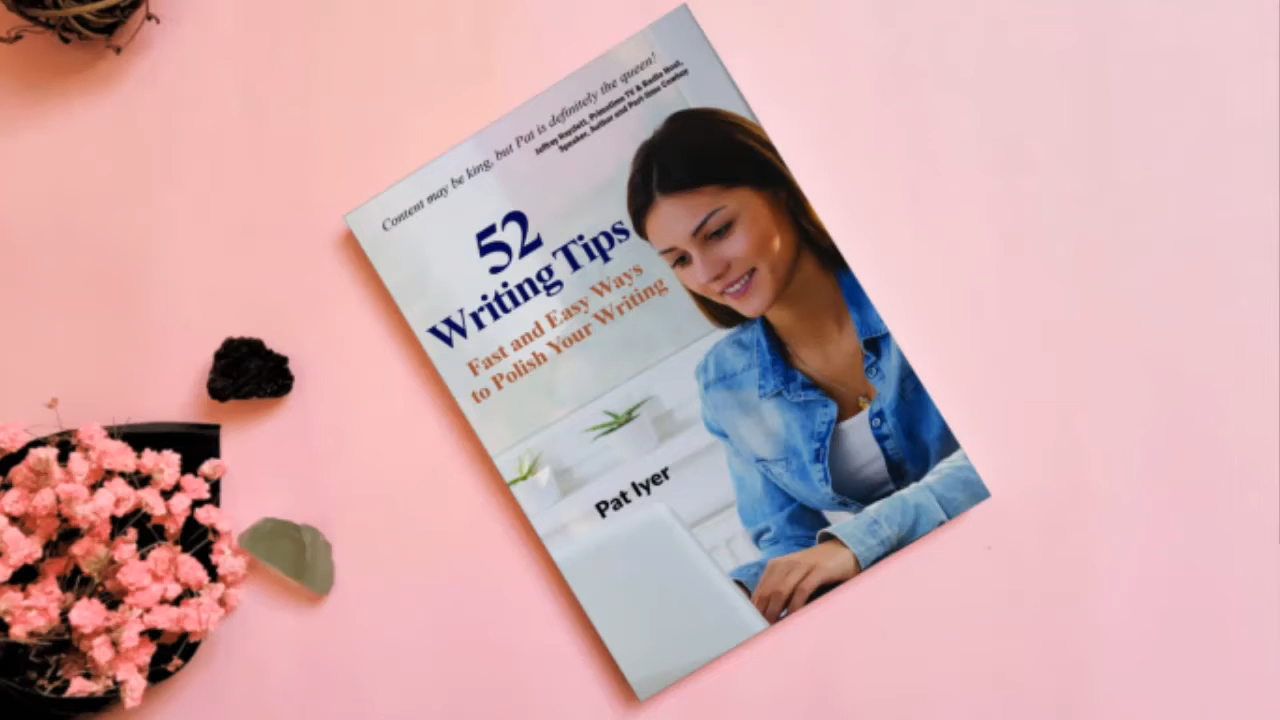 Content may be king, but Pat is definitely the queen!
Jeffrey Hayzlett, Primetime TV & Radio Host,
Speaker, Author and Part-time Cowboy
52
Writing Tips
Fast and Easy Ways
to Polish Your Writing
Pat Iyer